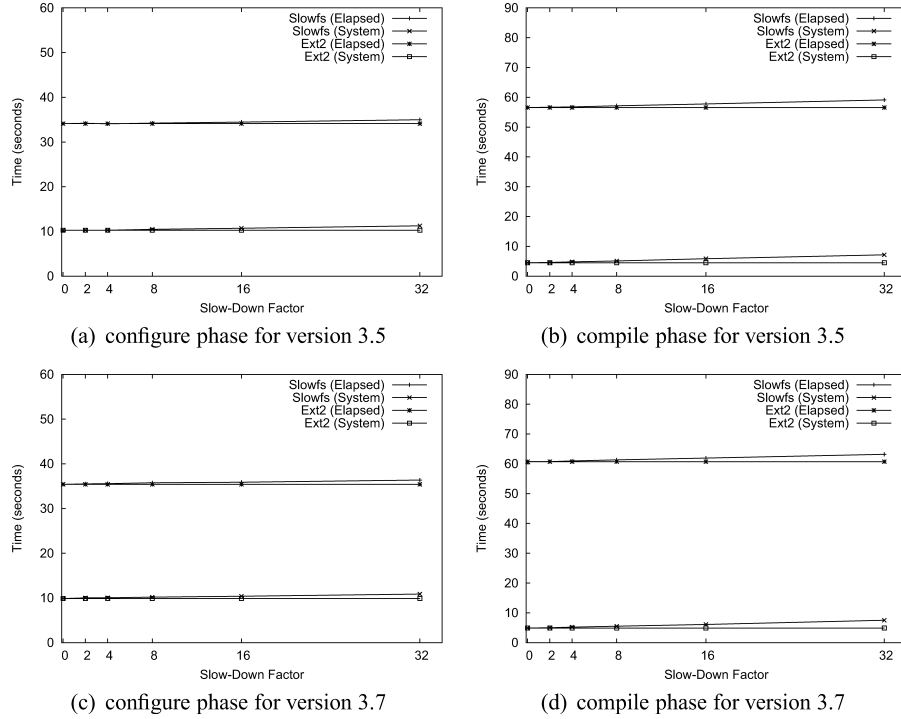 60
50
40
30
20
10
0
Time (seconds)
Slowfs (Elapsed)
Slowfs (System)
Ext2 (Elapsed)
Ext2 (System)
0 2 4 8 16 32
Slow-Down Factor
(a) configure phase for version 3.5
90
80
70
60
50
40
30
20
10
0
Time (seconds)
Slowfs (Elapsed)
Slowfs (System)
Ext2 (Elapsed)
Ext2 (System)
0 2 4 8 16 32
Slow-Down Factor
(b) compile phase for version 3.5
60
50
40
30
20
10
0
Time (seconds)
Slowfs (Elapsed)
Slowfs (System)
Ext2 (Elapsed)
Ext2 (System)
0 2 4 8 16 32
Slow-Down Factor
(c) configure phase for version 3.7
90
80
70
60
50
40
30
20
10
0
Time (seconds)
Slowfs (Elapsed)
Slowfs (System)
Ext2 (Elapsed)
Ext2 (System)
0 2 4 8 16 32
Slow-Down Factor
(d) compile phase for version 3.7